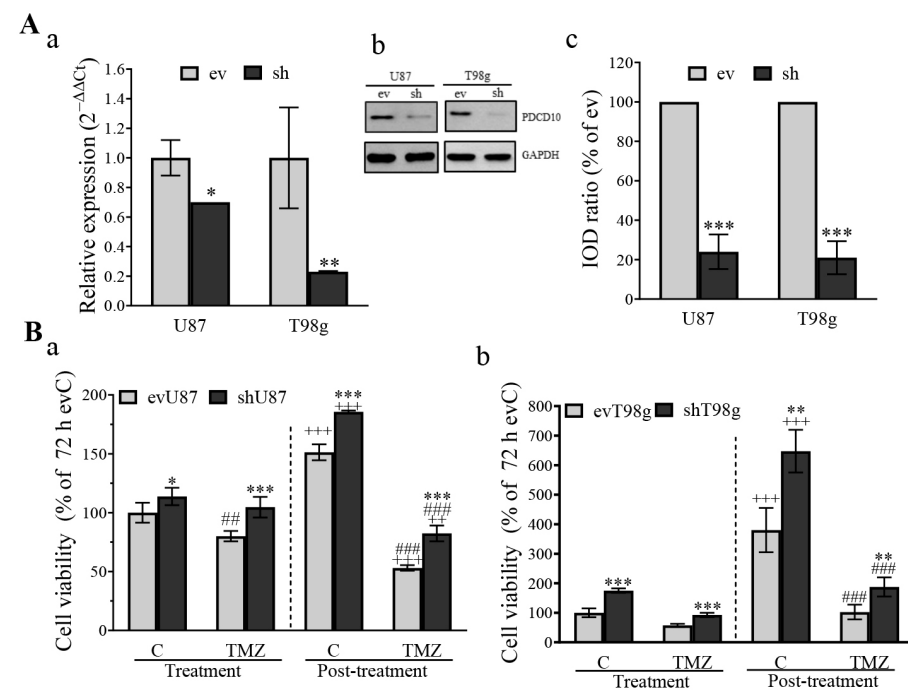 A
a
Relative expression (2−ΔΔCt)
1.6
1.4
1.2
1.0
0.8
0.6
0.4
0.2
0.0
ev sh
*
**
U87 T98g
b
U87 T98g
ev sh ev sh
PDCD10
GAPDH
c
IOD ratio (% of ev)
120
100
80
60
40
20
0
ev sh
*** ***
U87 T98g
B
a
Cell viability (% of 72 h evC)
200
150
100
50
0
evU87 shU87
*
##
***
+++
***
+++
###
+++
***
###
++
C TMZ C TMZ
Treatment Post-treatment
b
Cell viability (% of 72 h evC)
800
700
600
500
400
300
200
100
0
evT98g shT98g
***
***
+++
**
+++
###
**
###
C TMZ C TMZ
Treatment Post-treatment